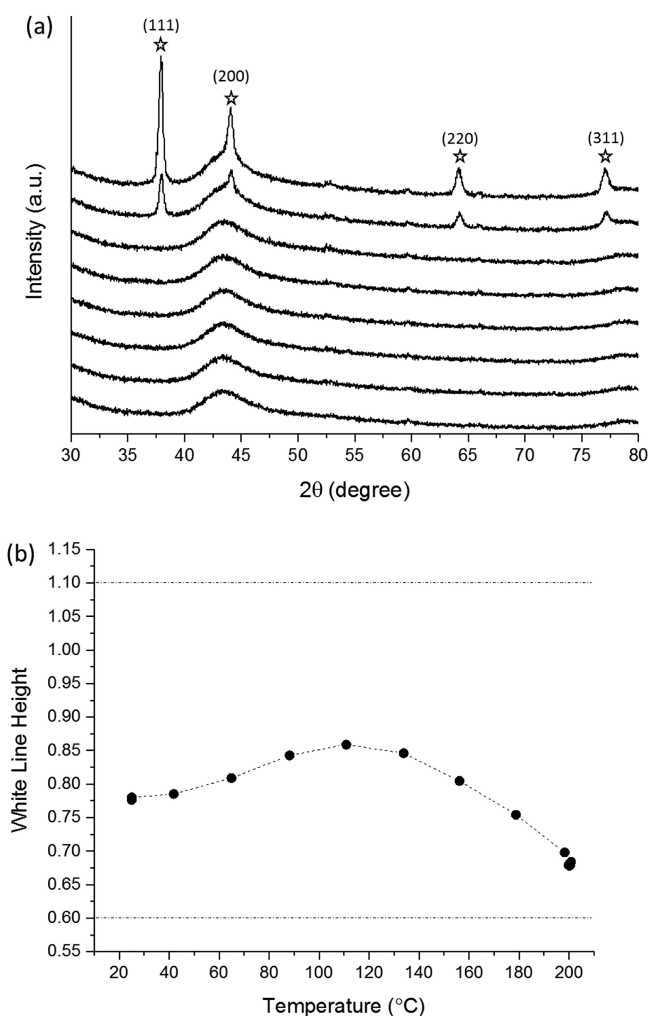 (a)
(111)
(200)
(220)
(311)
Intensity (a.u.)
30 35 40 45 50 55 60 65 70 75 80
2θ (degree)
(b)
1.15
1.10
1.05
1.00
0.95
0.90
0.85
0.80
0.75
0.70
0.65
0.60
0.55
White Line Height
20 40 60 80 100 120 140 160 180 200
Temperature (°C)